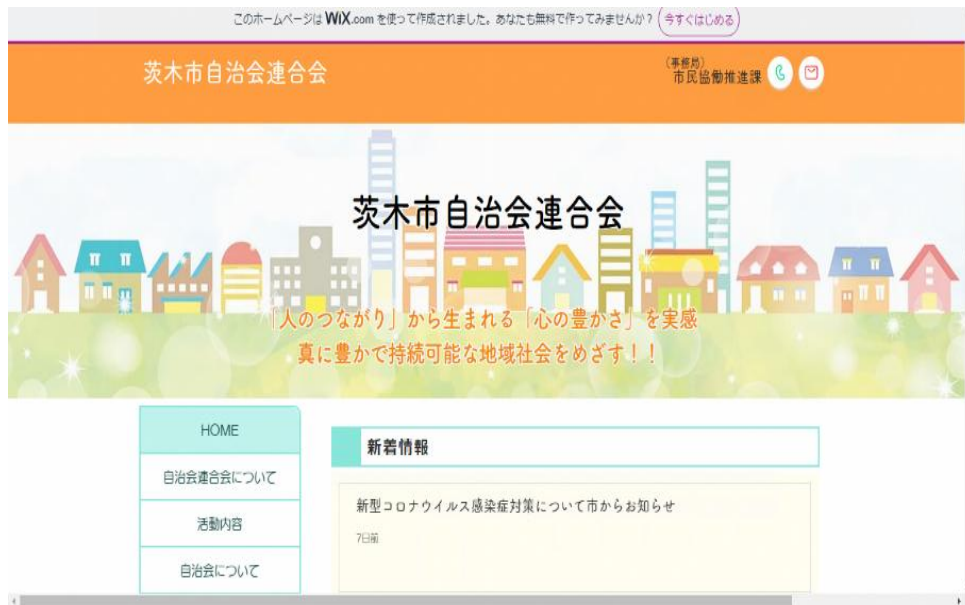 このホームページは WiX.com を使って作成されました。あなたも無料で作ってみませんか？ 今すぐはじめる
茨木市自治会連合会
（事務局）
市民協働推進課
茨木市自治会連合会
「人のつながり」から生まれる「心の豊かさ」を実感
真に豊かで持続可能な地域社会をめざす！！
HOME
自治会連合会について
活動内容
自治会について
新着情報
新型コロナウイルス感染症対策について市からお知らせ
7日前